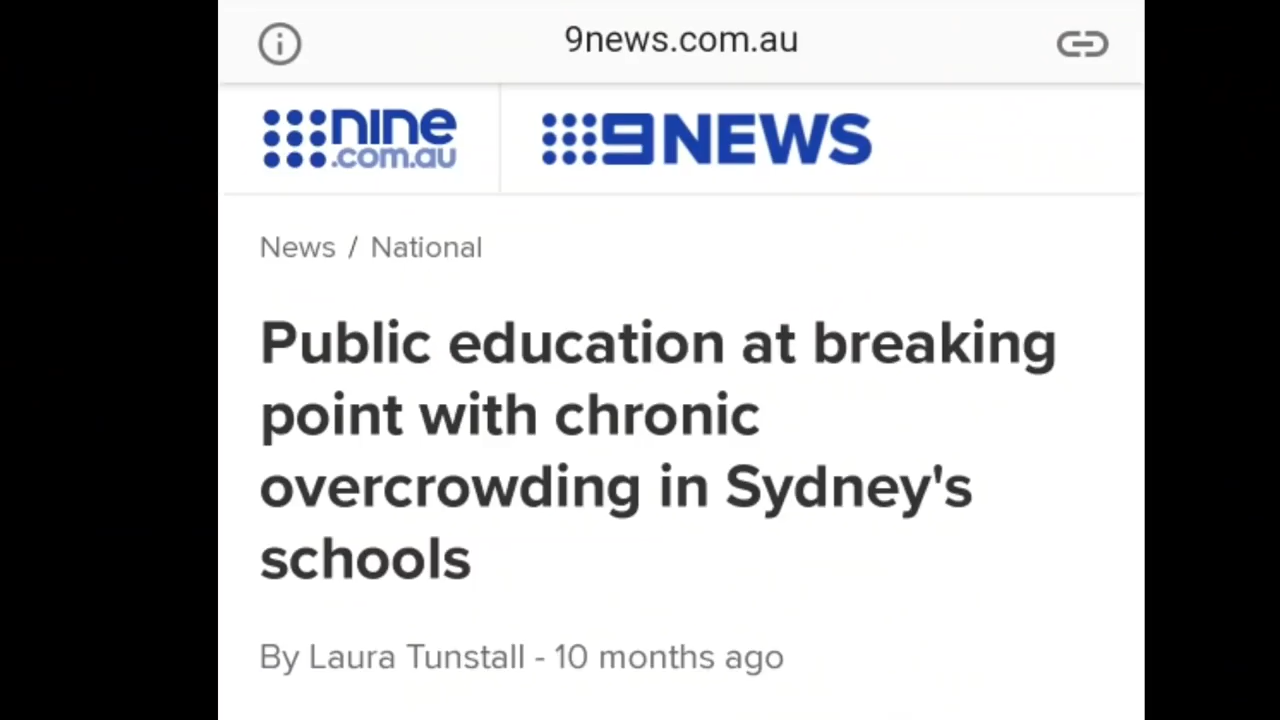 9news.com.au
nine
.com.au
9NEWS
News / National
Public education at breaking
point with chronic
overcrowding in Sydney's
schools
By Laura Tunstall - 10 months ago